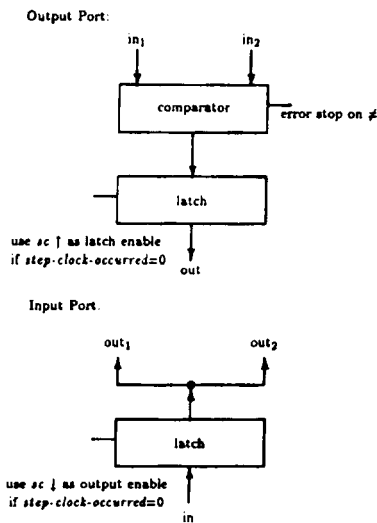 Output Port:
in₁ in₂
comparator
error stop on ≠
latch
use sc ↑ as latch enable
if step-clock-occurred=0
out
Input Port.
out₁ out₂
latch
use sc ↓ as output enable
if step-clock-occurred=0
in